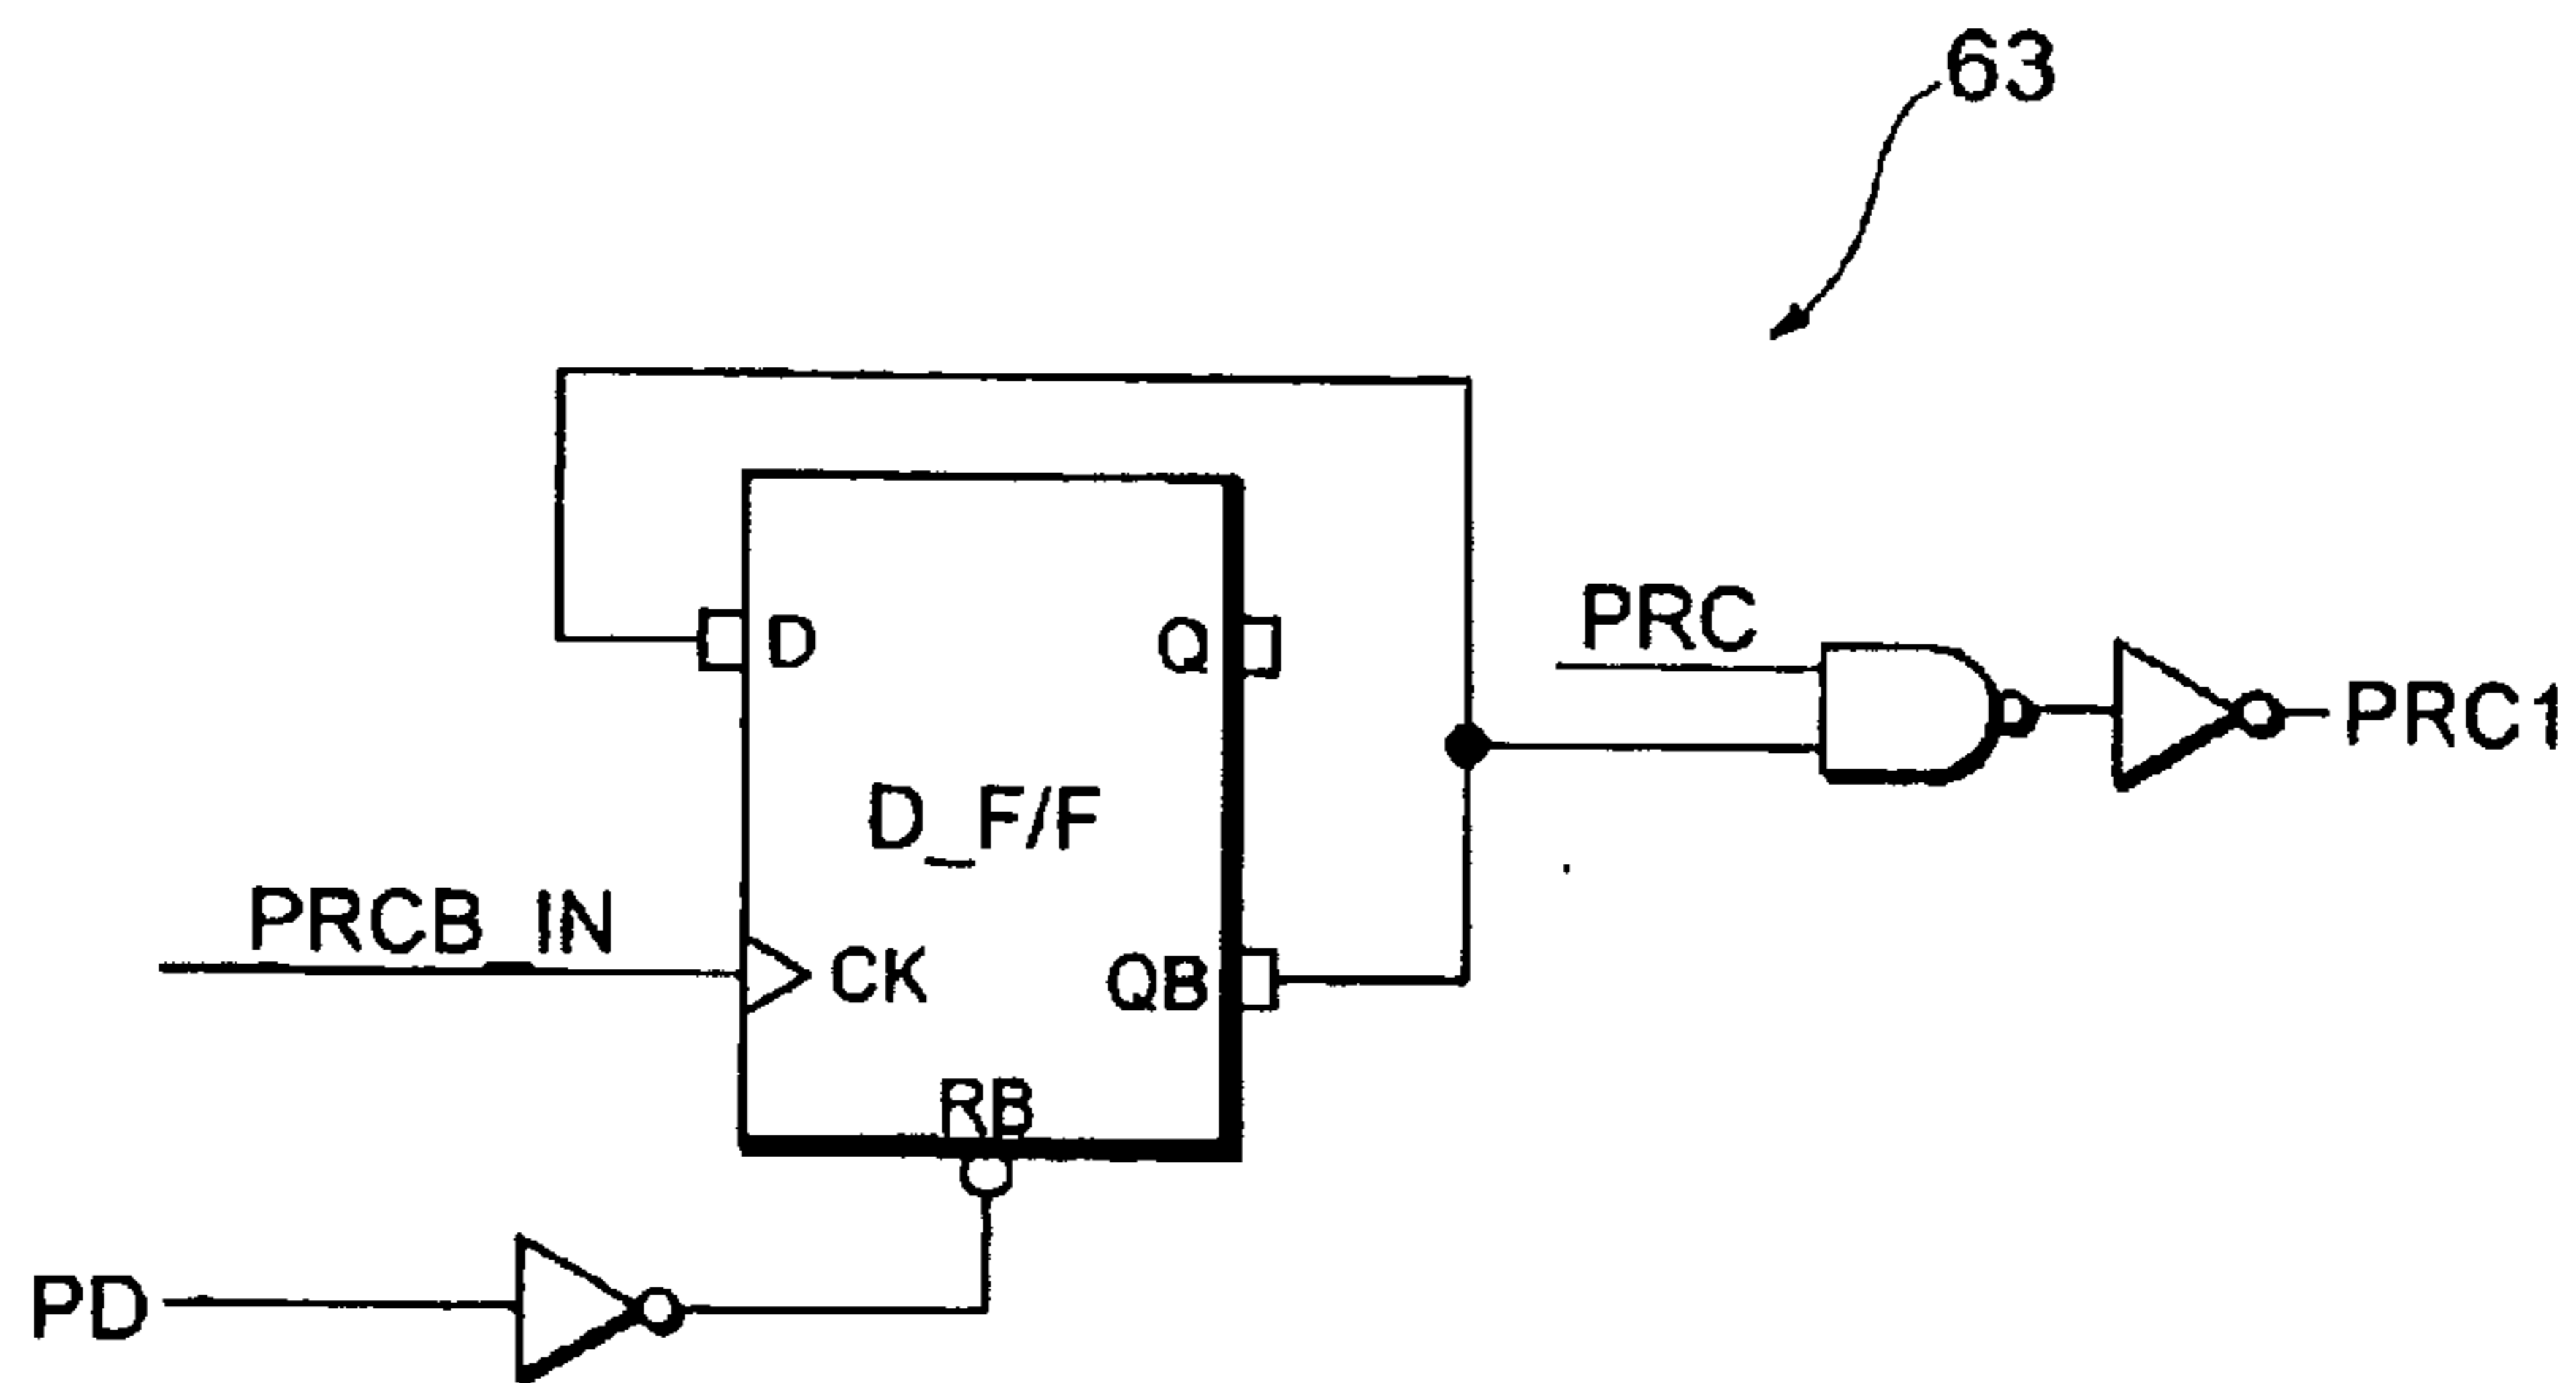 63
D
Q
PRC
PRC1
D_F/F
PRCB_IN
CK
QB
RB
PD